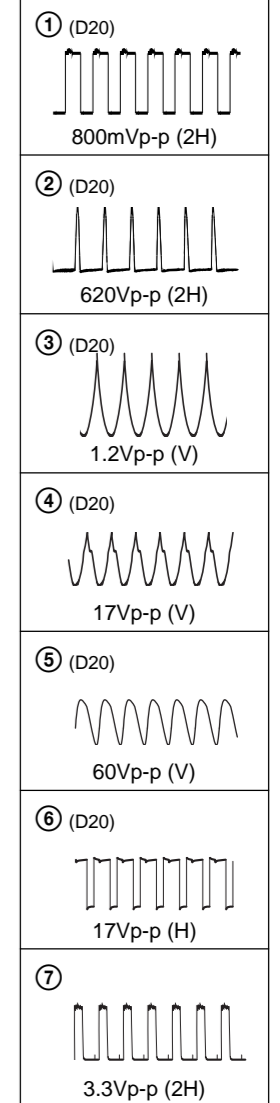 ① (D20)
800mVp-p (2H)
② (D20)
620Vp-p (2H)
③ (D20)
1.2Vp-p (V)
④ (D20)
17Vp-p (V)
⑤ (D20)
60Vp-p (V)
⑥ (D20)
17Vp-p (H)
⑦
3.3Vp-p (2H)